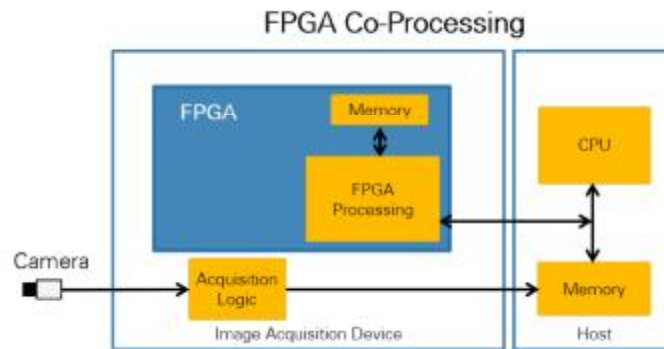 FPGA Co-Processing
FPGA
Memory
CPU
FPGA
Processing
Camera
Acquisition
Logic
Memory
Image Acquisition Device
Host